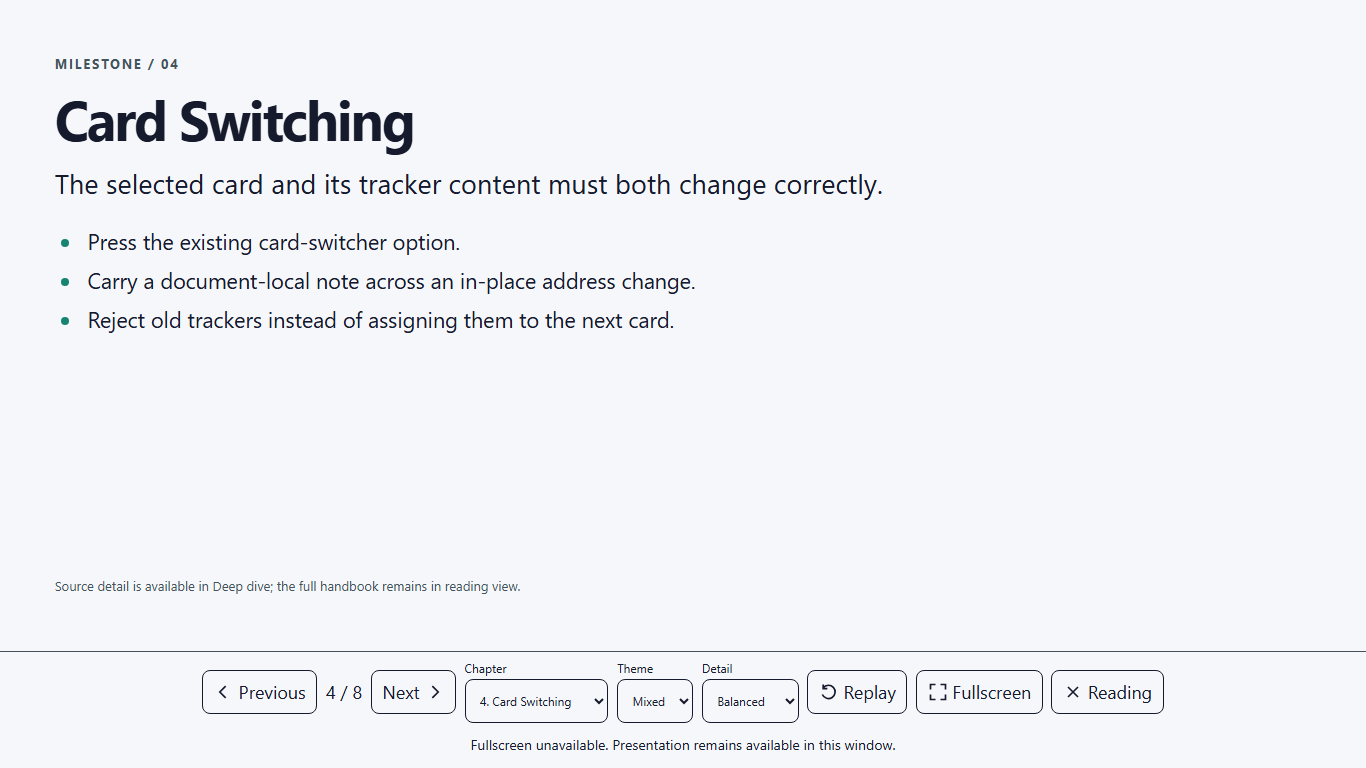 MILESTONE / 04
Card Switching
The selected card and its tracker content must both change correctly.
Press the existing card-switcher option.
Carry a document-local note across an in-place address change.
Reject old trackers instead of assigning them to the next card.
Source detail is available in Deep dive; the full handbook remains in reading view.
Previous
4 / 8
Next
Chapter
4. Card Switching
Theme
Mixed
Detail
Balanced
Replay
Fullscreen
Reading
Fullscreen unavailable. Presentation remains available in this window.